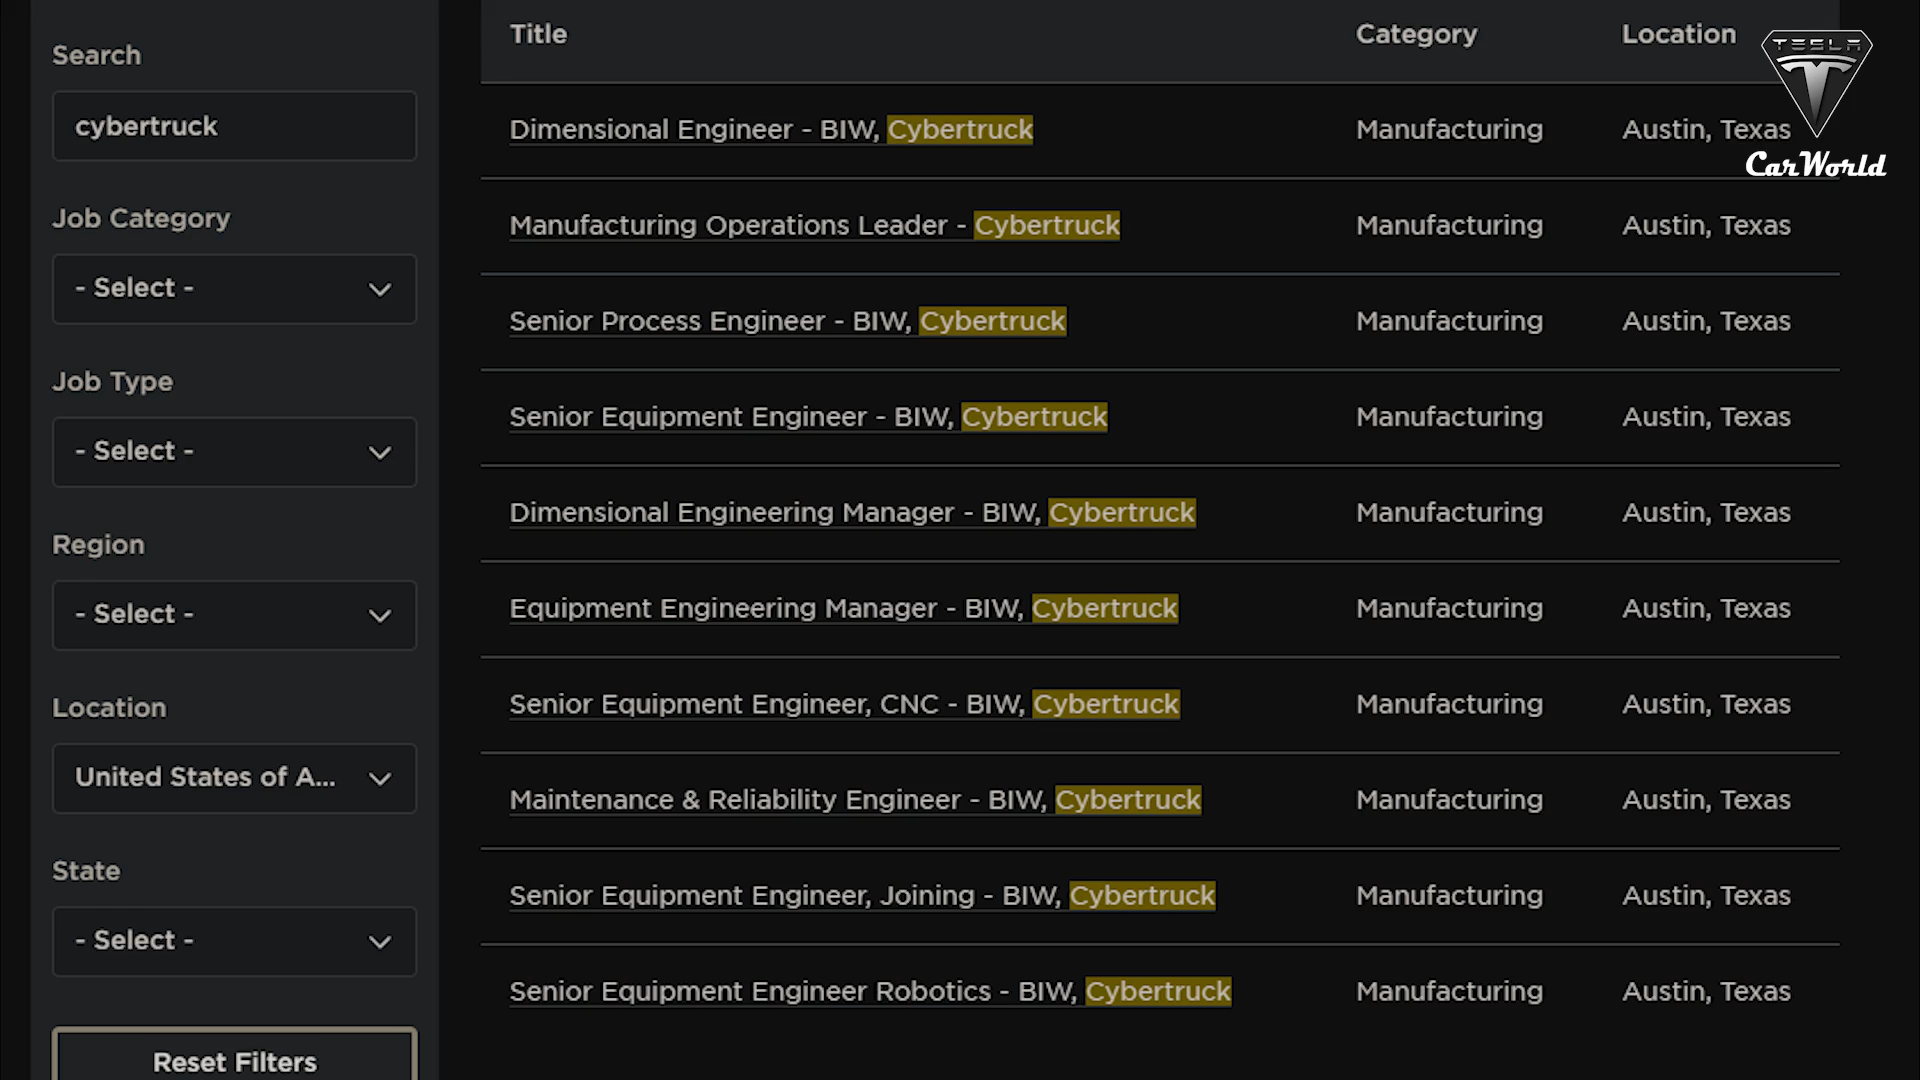 Search
cybertruck
Job Category
- Select -
Job Type
- Select -
Region
- Select -
Location
United States of A...
State
- Select -
Reset Filters
Title Category Location
Dimensional Engineer - BIW, Cybertruck Manufacturing Austin, Texas
Manufacturing Operations Leader - Cybertruck Manufacturing Austin, Texas
Senior Process Engineer - BIW, Cybertruck Manufacturing Austin, Texas
Senior Equipment Engineer - BIW, Cybertruck Manufacturing Austin, Texas
Dimensional Engineering Manager - BIW, Cybertruck Manufacturing Austin, Texas
Equipment Engineering Manager - BIW, Cybertruck Manufacturing Austin, Texas
Senior Equipment Engineer, CNC - BIW, Cybertruck Manufacturing Austin, Texas
Maintenance & Reliability Engineer - BIW, Cybertruck Manufacturing Austin, Texas
Senior Equipment Engineer, Joining - BIW, Cybertruck Manufacturing Austin, Texas
Senior Equipment Engineer Robotics - BIW, Cybertruck Manufacturing Austin, Texas
TESLA
CarWorld